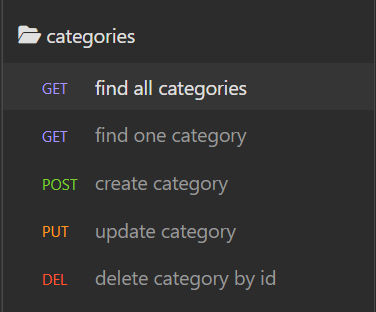 categories
GET find all categories
GET find one category
POST create category
PUT update category
DEL delete category by id